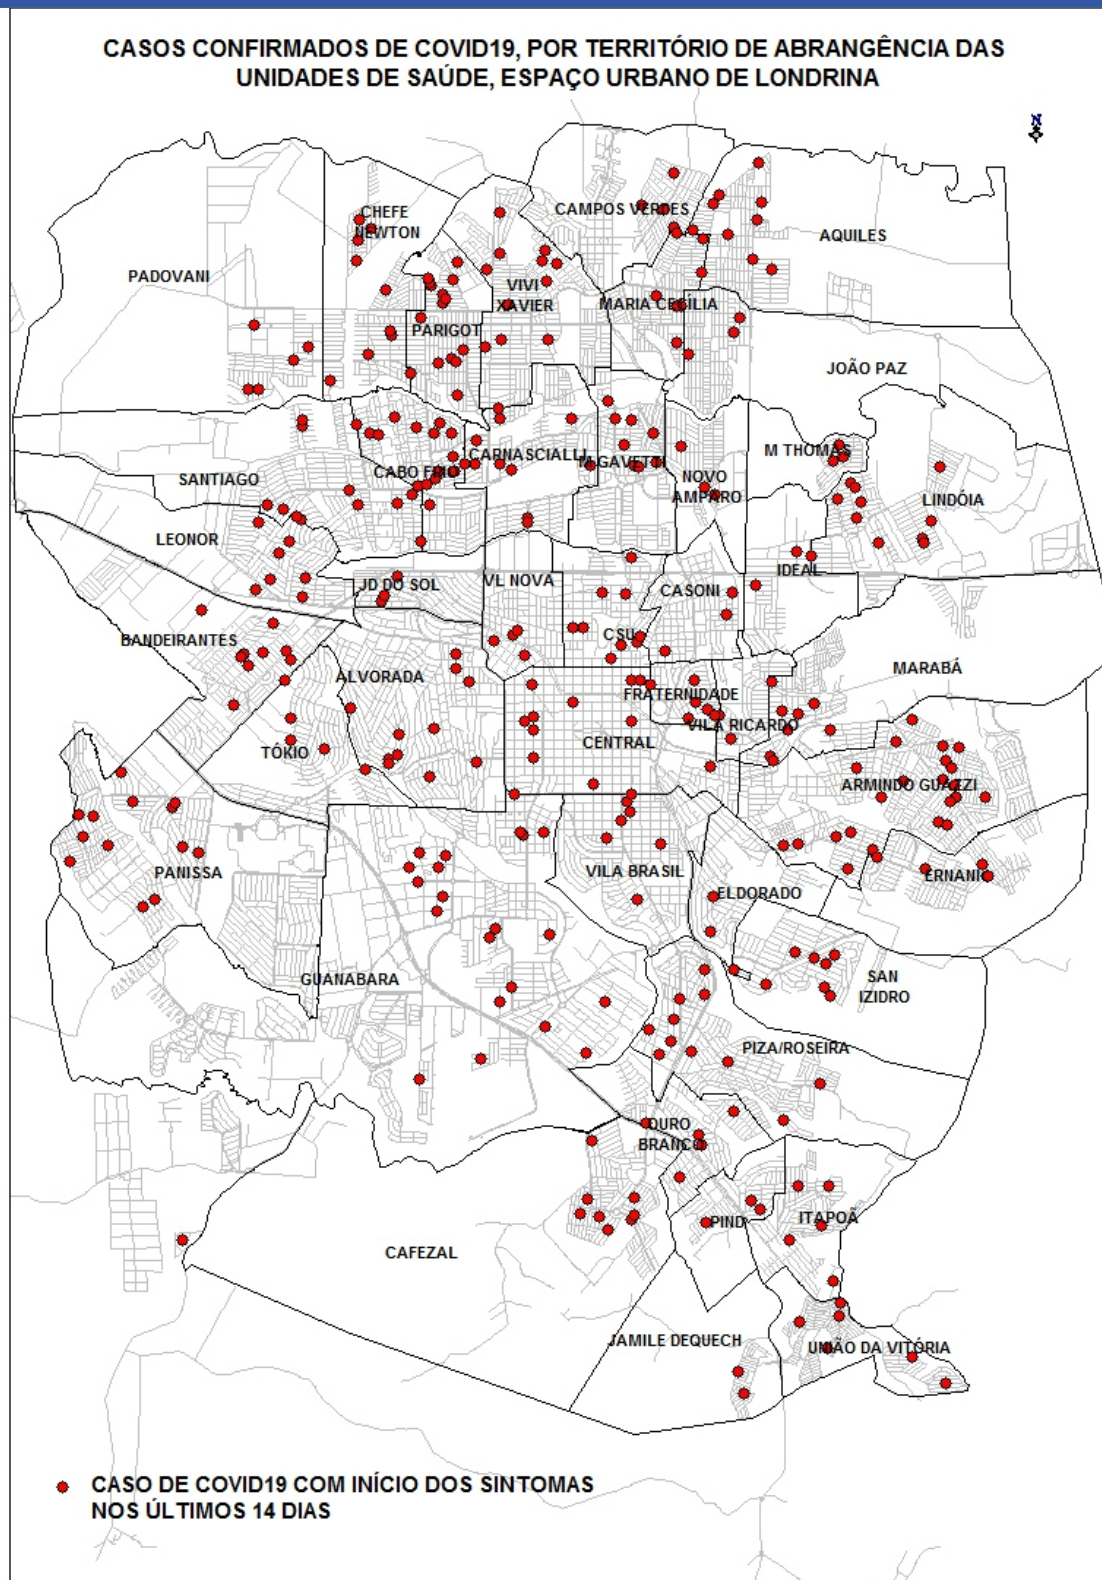 CASOS CONFIRMADOS DE COVID19, POR TERRITÓRIO DE ABRANGÊNCIA DAS
UNIDADES DE SAÚDE, ESPAÇO URBANO DE LONDRINA
N
CHEFE
NEWTON
CAMPOS VERDES
AQUILES
PADOVANI
VIVI
XAVIER
MARIA CECÍLIA
PARIGOT
JOÃO PAZ
M THOMAS
CARNASCIALLI
M GAVETTI
CABO FRIO
SANTIAGO
NOVO
AMPARO
LINDÓIA
LEONOR
IDEAL
JD DO SOL
VL NOVA
CASONI
CSU
BANDEIRANTES
MARABÁ
ALVORADA
FRATERNIDADE
VILA RICARDO
CENTRAL
TÓKIO
ARMINDO GUAZZI
PANISSA
VILA BRASIL
ERNANI
ELDORADO
GUANABARA
SAN
IZIDRO
PIZA/ROSEIRA
OURO
BRANCO
PIND
ITAPOÃ
CAFEZAL
JAMILE DEQUECH
UNIÃO DA VITÓRIA
CASO DE COVID19 COM INÍCIO DOS SINTOMAS
NOS ÚLTIMOS 14 DIAS